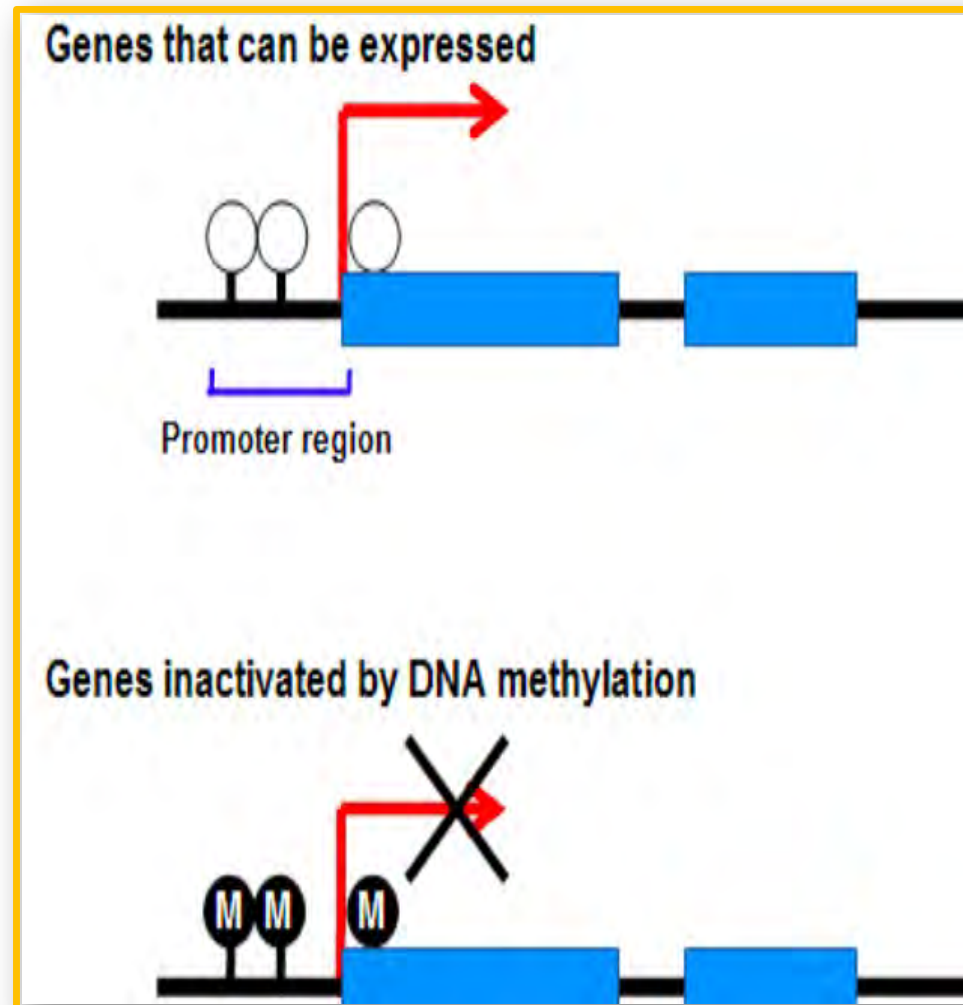 Genes that can be expressed
Promoter region
Genes inactivated by DNA methylation
M M M